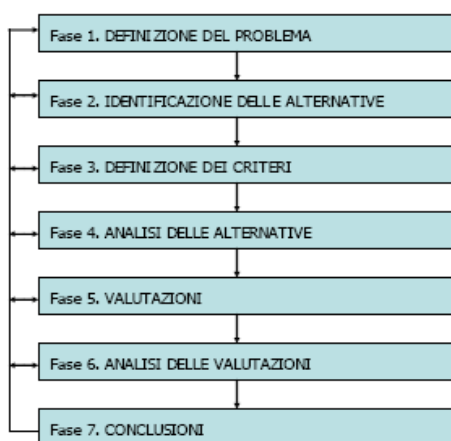 Fase 1. DEFINIZIONE DEL PROBLEMA
Fase 2. IDENTIFICAZIONE DELLE ALTERNATIVE
Fase 3. DEFINIZIONE DEI CRITERI
Fase 4. ANALISI DELLE ALTERNATIVE
Fase 5. VALUTAZIONI
Fase 6. ANALISI DELLE VALUTAZIONI
Fase 7. CONCLUSIONI